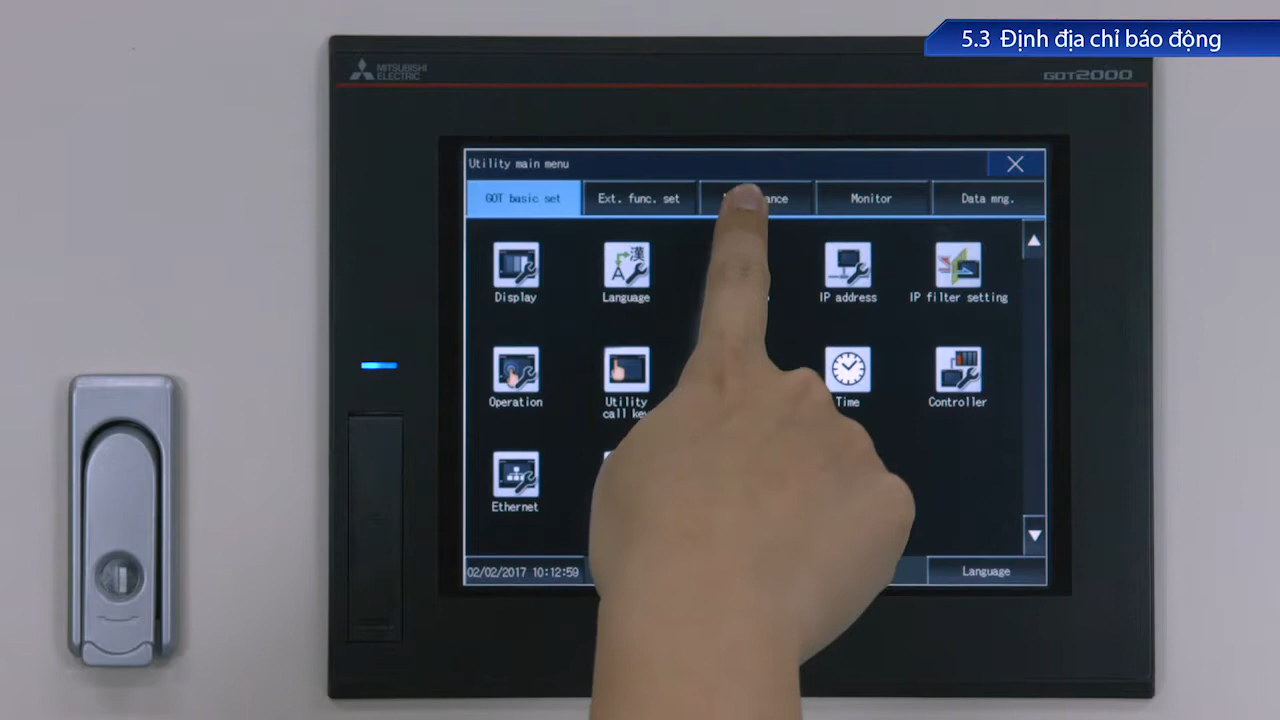 5.3 Định địa chỉ báo động
MITSUBISHI
ELECTRIC
GOT2000
Utility main menu
GOT basic set
Ext. func. set
Monitor
Data mng.
Display
Language
IP address
IP filter setting
Operation
Utility
call key
Time
Controller
Ethernet
02/02/2017 10:12:59
Language